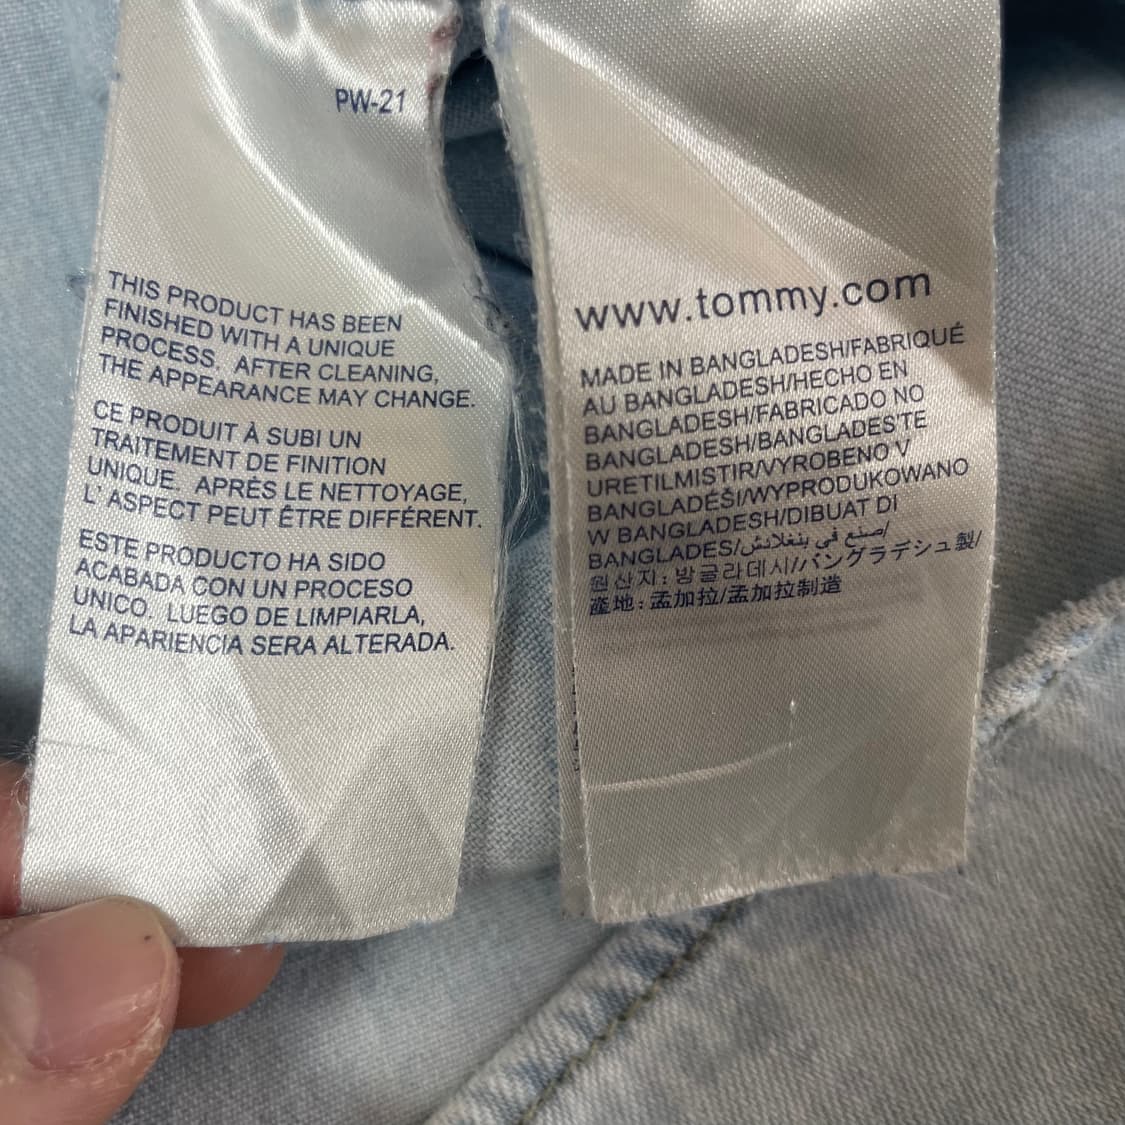 PW-21
THIS PRODUCT HAS BEEN
FINISHED WITH A UNIQUE
PROCESS. AFTER CLEANING,
THE APPEARANCE MAY CHANGE.
CE PRODUIT À SUBI UN
TRAITEMENT DE FINITION
UNIQUE. APRÈS LE NETTOYAGE,
L' ASPECT PEUT ÊTRE DIFFÉRENT.
ESTE PRODUCTO HA SIDO
ACABADA CON UN PROCESO
UNICO. LUEGO DE LIMPIARLA,
LA APARIENCIA SERA ALTERADA.
www.tommy.com
MADE IN BANGLADESH/FABRIQUÉ
AU BANGLADESH/HECHO EN
BANGLADESH/FABRICADO NO
BANGLADESH/BANGLADES'TE
URETILMISTIR/VYROBENO V
BANGLADÉŠI/WYPRODUKOWANO
W BANGLADESH/DIBUAT DI
BANGLADES/صنع في بنغلادش/
원산지: 방글라데시/バングラデシュ製/
產地: 孟加拉/孟加拉制造